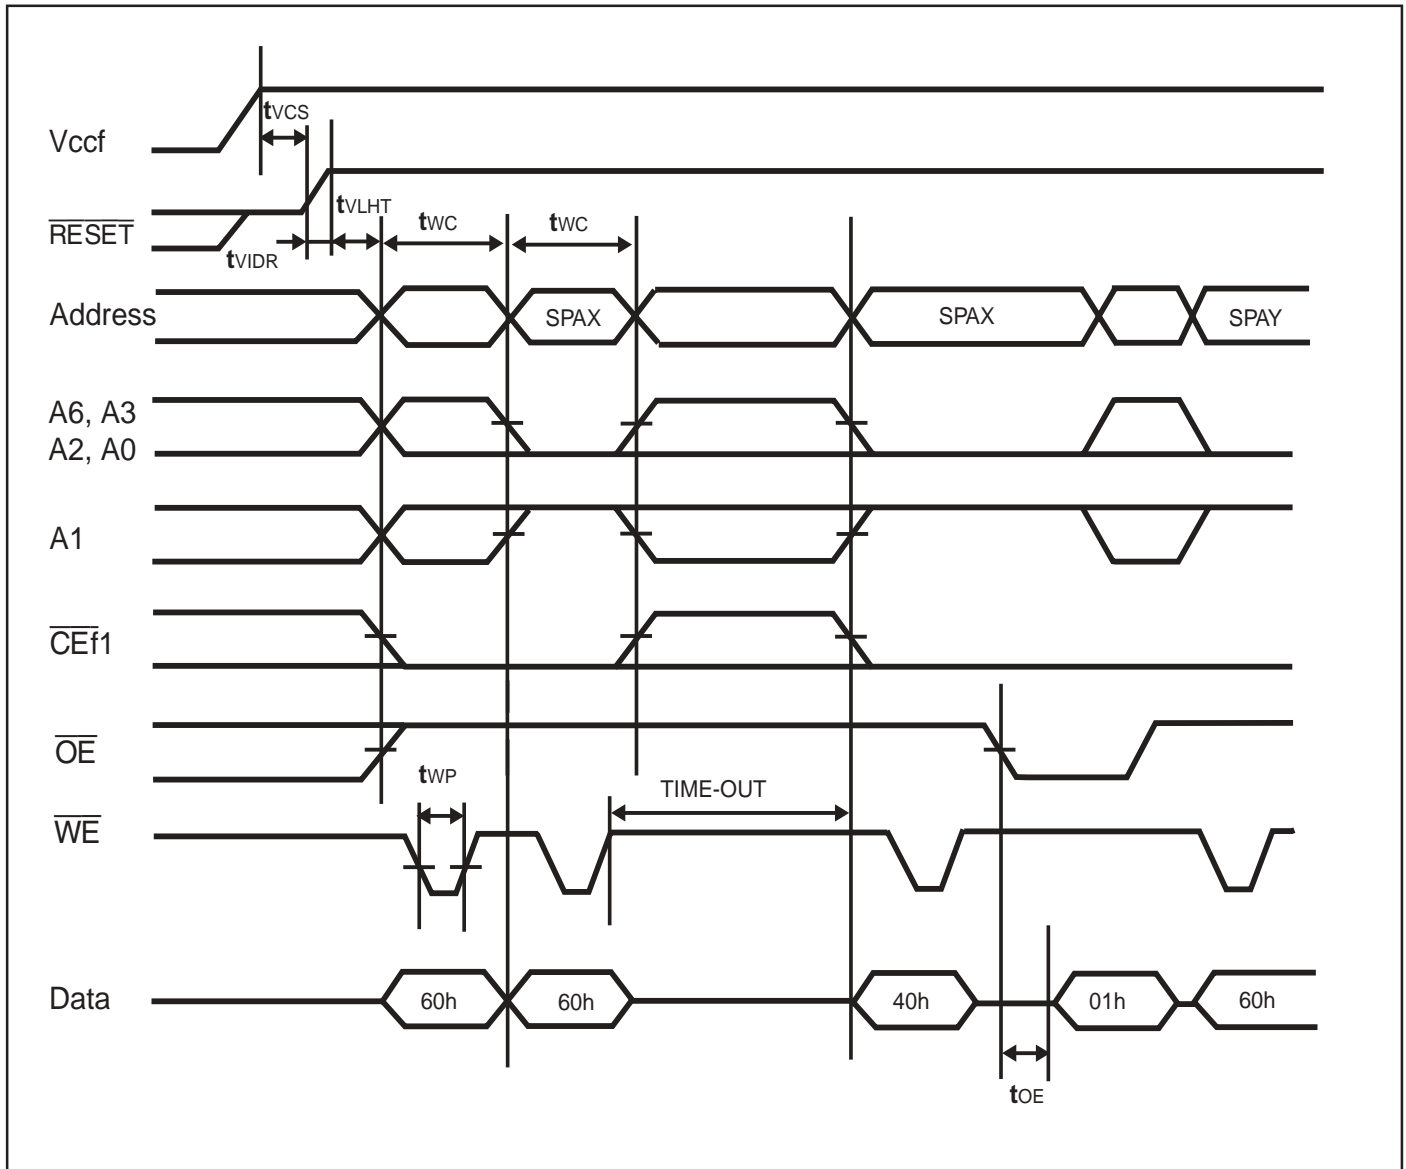 tVCS
Vccf
tVLHT
tWC
tWC
RESET
tVIDR
Address
SPAX
SPAX
SPAY
A6, A3
A2, A0
A1
CEf1
OE
tWP
TIME-OUT
WE
Data
60h
60h
40h
01h
60h
tOE